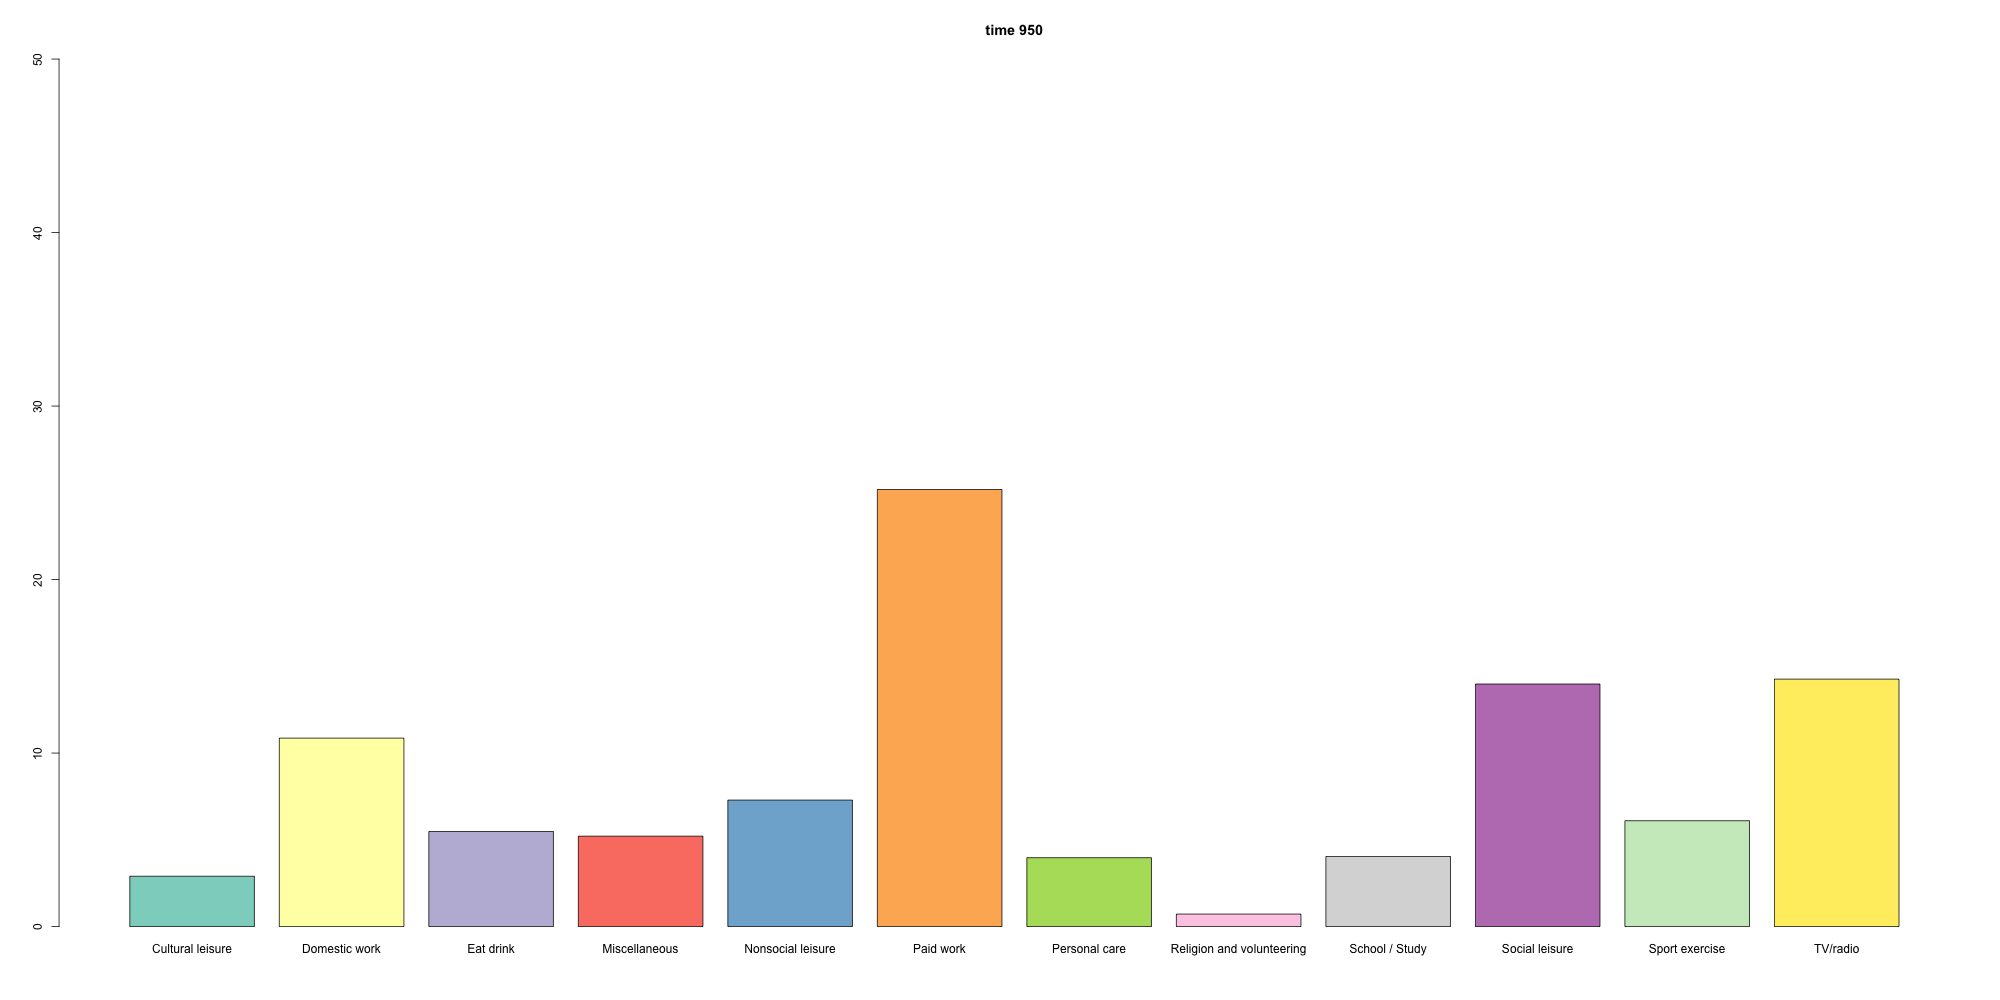 time 950
50
40
30
20
10
0
Cultural leisure
Domestic work
Eat drink
Miscellaneous
Nonsocial leisure
Paid work
Personal care
Religion and volunteering
School / Study
Social leisure
Sport exercise
TV/radio